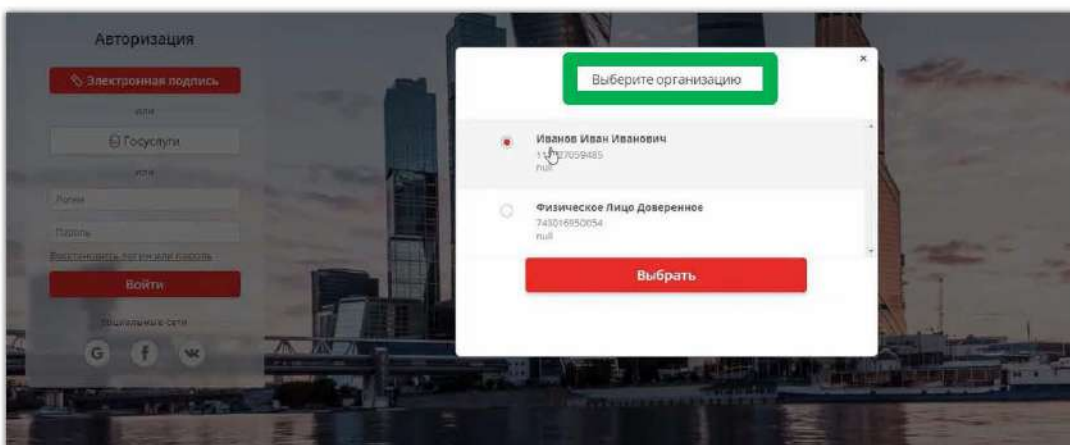 Авторизация
Электронная подпись
или
Госуслуги
или
Логин
Пароль
Восстановить логин или пароль
Войти
Социальные сети
G f
×
Выберите организацию
Иванов Иван Иванович
null
Физическое Лицо Доверенное
743016950054
null
Выбрать